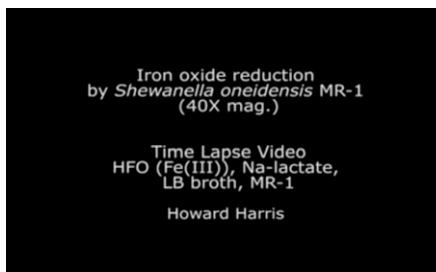 Iron oxide reduction
by Shewanella oneidensis MR-1
(40X mag.)
Time Lapse Video
HFO (Fe(III)), Na-lactate,
LB broth, MR-1
Howard Harris